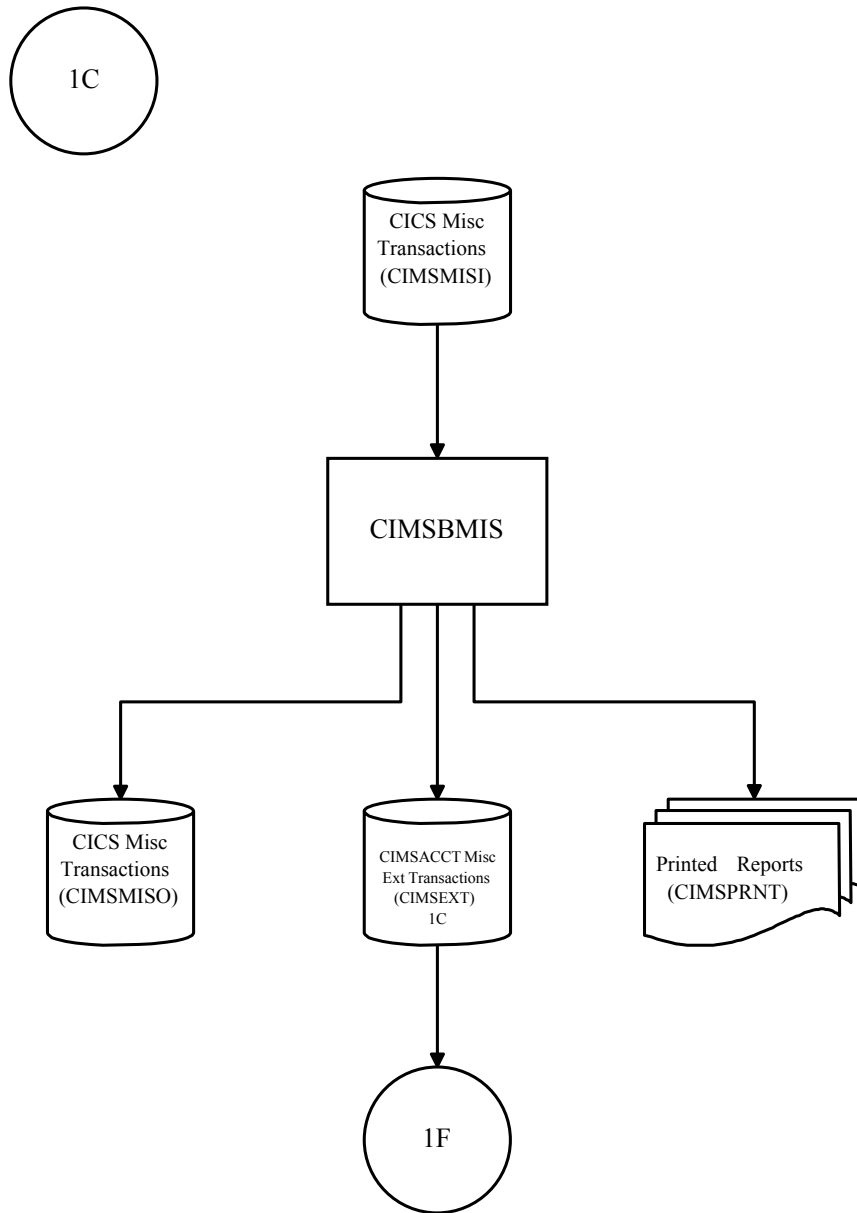 1C
CICS Misc
Transactions
(CIMSMISI)
CIMSBMIS
CICS Misc
Transactions
(CIMSMISO)
CIMSACCT Misc
Ext Transactions
(CIMSEXT)
1C
Printed Reports
(CIMSPRNT)
1F